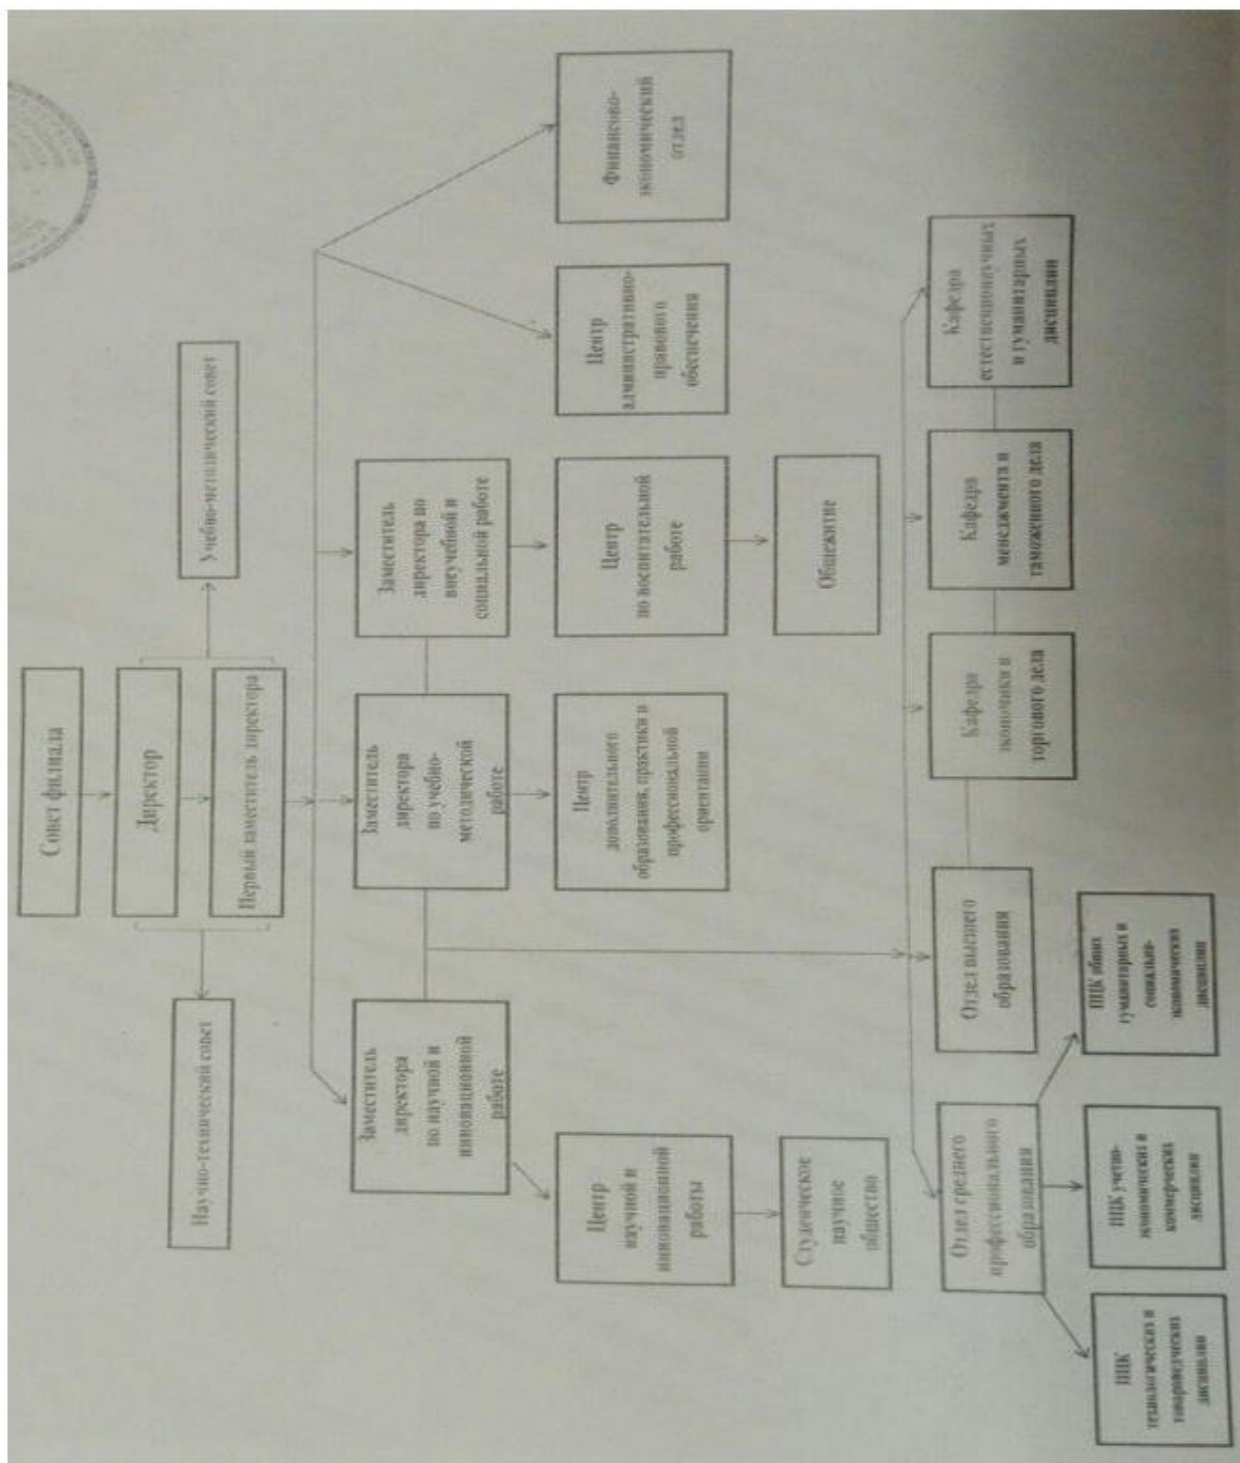 Совет филиала
Директор
Первый заместитель директора
Научно-технический совет
Учебно-методический совет
Заместитель
директора
по научной и
инновационной
работе
Заместитель
директора
по учебно-
методической
работе
Заместитель
директора по
внеучебной и
социальной работе
Центр
научной и
инновационной
работы
Центр
дополнительного
образования, практики и
профессиональной
ориентации
Центр
по воспитательной
работе
Центр
административно-
правового
обеспечения
Финансово-
экономический
отдел
Студенческое
научное
общество
Общежитие
Отдел среднего
профессионального
образования
Отдел высшего
образования
Кафедра
экономики и
торгового дела
Кафедра
менеджмента и
таможенного дела
Кафедра
естественнонаучных
и гуманитарных
дисциплин
ПЦК
технологических и
товароведческих
дисциплин
ПЦК учетно-
экономических и
коммерческих
дисциплин
ПЦК общих
гуманитарных и
социально-
экономических
дисциплин